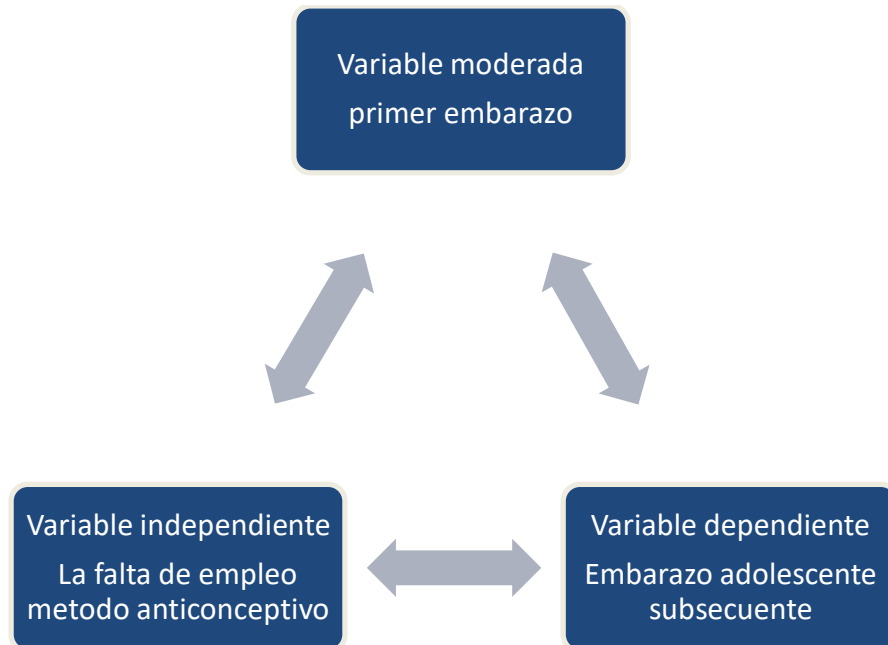 Variable moderada
primer embarazo
Variable independiente
La falta de empleo
metodo anticonceptivo
Variable dependiente
Embarazo adolescente
subsecuente